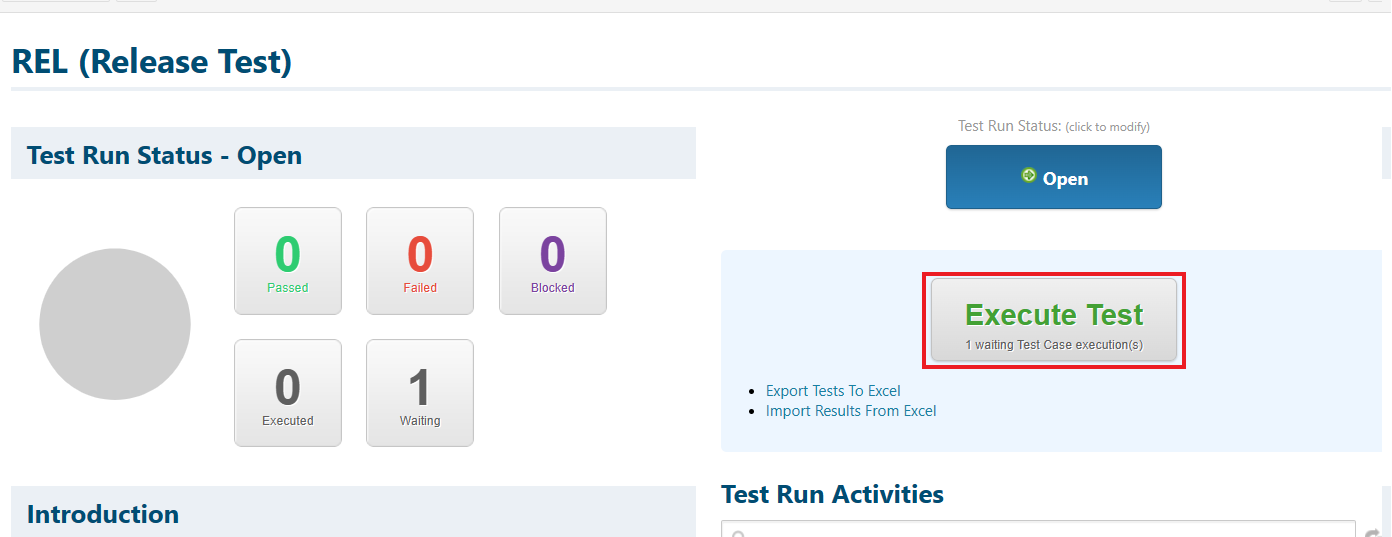 REL (Release Test)
Test Run Status - Open
0
Passed
0
Failed
0
Blocked
0
Executed
1
Waiting
Introduction
Test Run Status: (click to modify)
Open
Execute Test
1 waiting Test Case execution(s)
Export Tests To Excel
Import Results From Excel
Test Run Activities